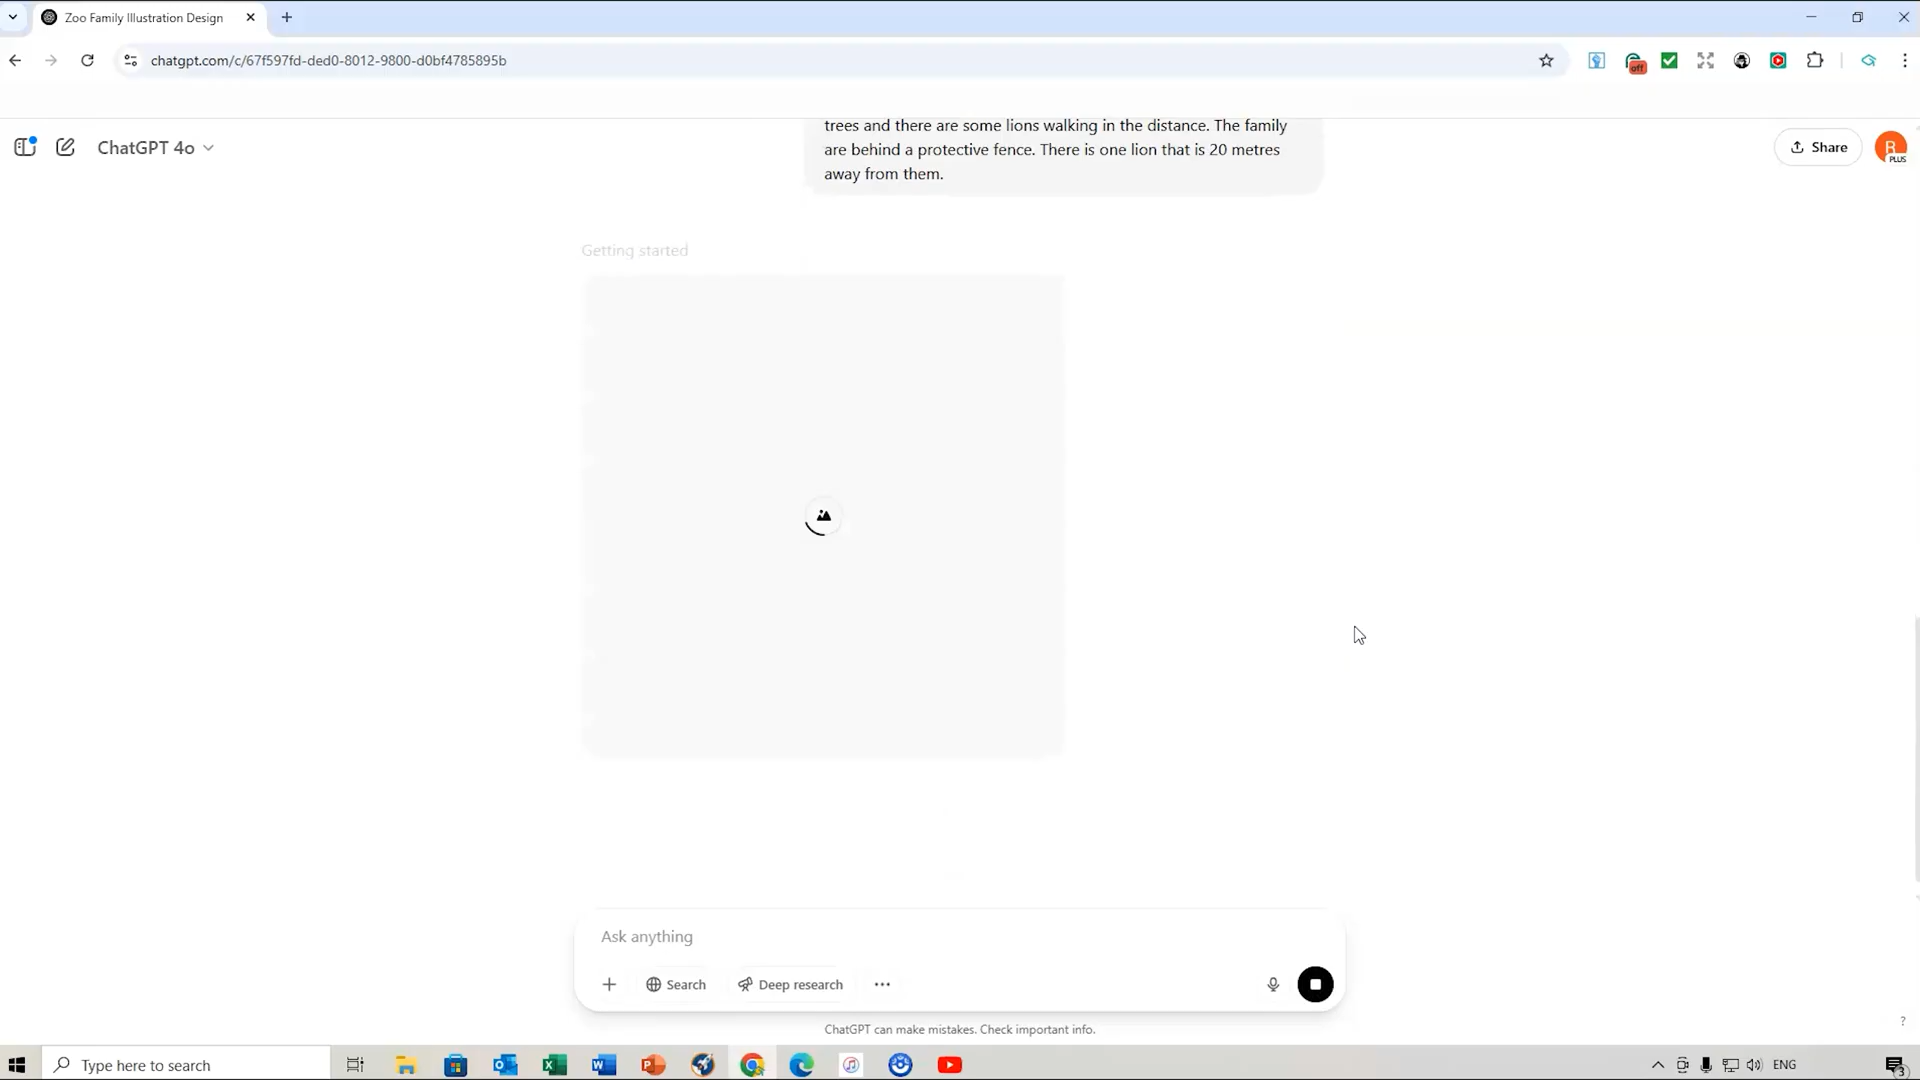 Zoo Family Illustration Design
chatgpt.com/c/67f597fd-ded0-8012-9800-d0bf4785895b
off
ChatGPT 4o
trees and there are some lions walking in the distance. The family
are behind a protective fence. There is one lion that is 20 metres
away from them.
Share
R
PLUS
Getting started
Ask anything
Search
Deep research
ChatGPT can make mistakes. Check important info.
?
Type here to search
ENG
3